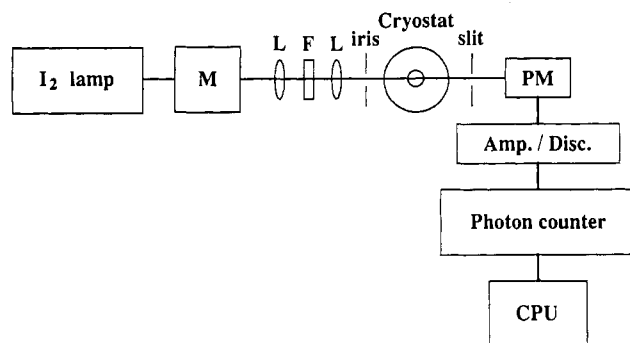 Cryostat
L F L iris slit
I₂ lamp
M
PM
Amp. / Disc.
Photon counter
CPU